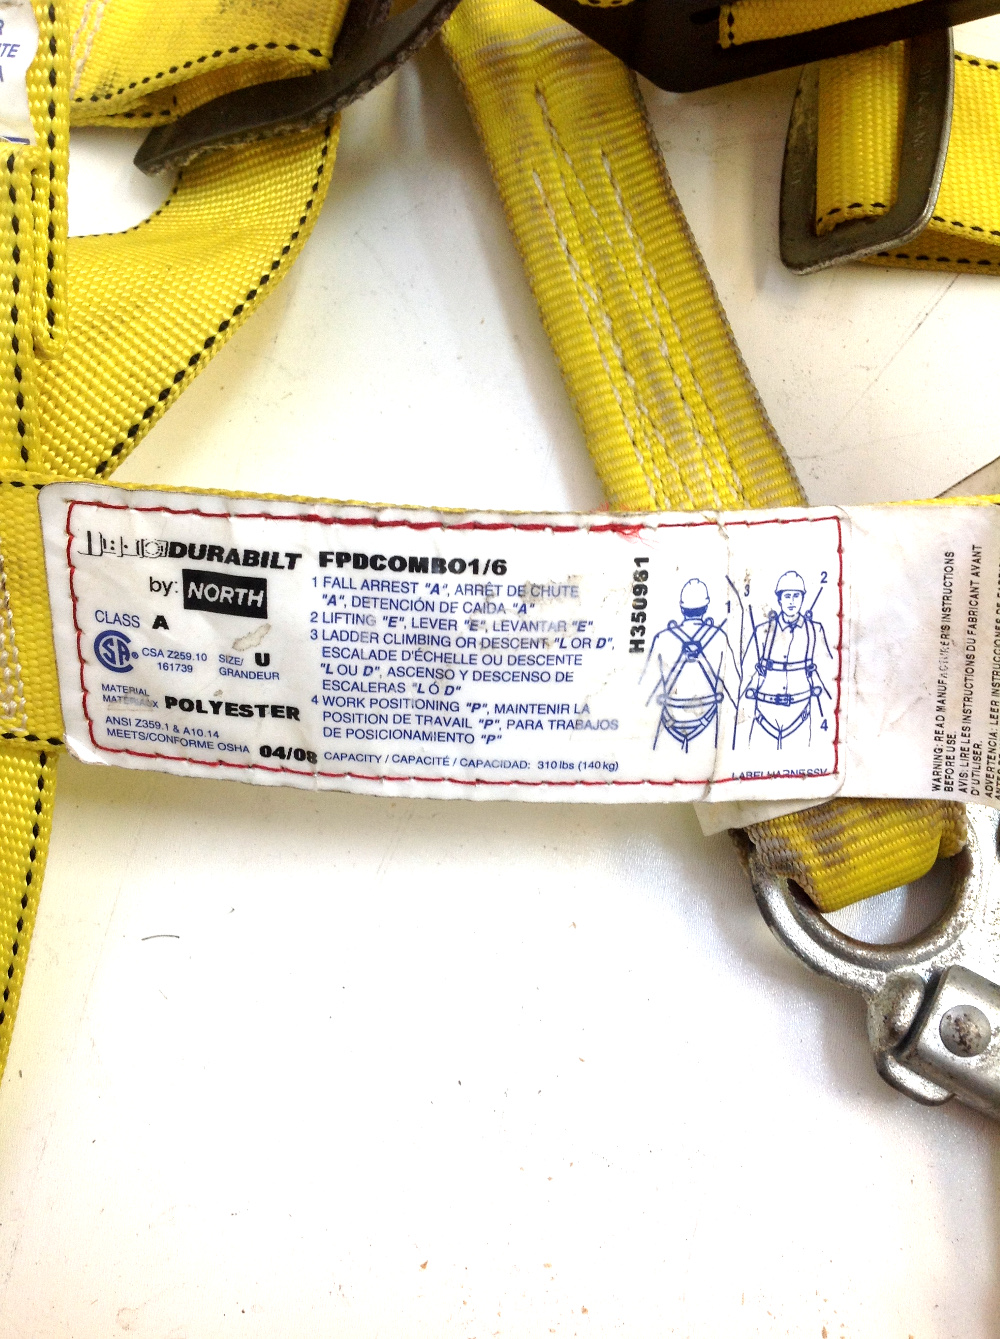 TE
DURABILT
by: NORTH
CLASS A
CSA Z259.10
161739
SIZE/ U
GRANDEUR
MATERIAL
POLYESTER
ANSI Z359.1 & A10.14
MEETS/CONFORME OSHA
04/08
FPDCOMBO1/6
1 FALL ARREST "A", ARRÊT DE CHUTE
"A", DETENCIÓN DE CAIDA "A"
2 LIFTING "E", LEVER "E", LEVANTAR "E"
3 LADDER CLIMBING OR DESCENT "L OR D",
ESCALADE D'ÉCHELLE OU DESCENTE
"L OU D", ASCENSO Y DESCENSO DE
ESCALERAS "L Ó D"
4 WORK POSITIONING "P", MAINTENIR LA
POSITION DE TRAVAIL "P", PARA TRABAJOS
DE POSICIONAMIENTO "P"
CAPACITY / CAPACITÉ / CAPACIDAD: 310 lbs (140 kg)
H350961
1
3
2
4
LABELHARNESSY
WARNING: READ MANUFACTURER'S INSTRUCTIONS
BEFORE USE.
AVIS: LIRE LES INSTRUCTIONS DU FABRICANT AVANT
D'UTILISER.
ADVERTENCIA: LEER INSTRUCCIONES DE